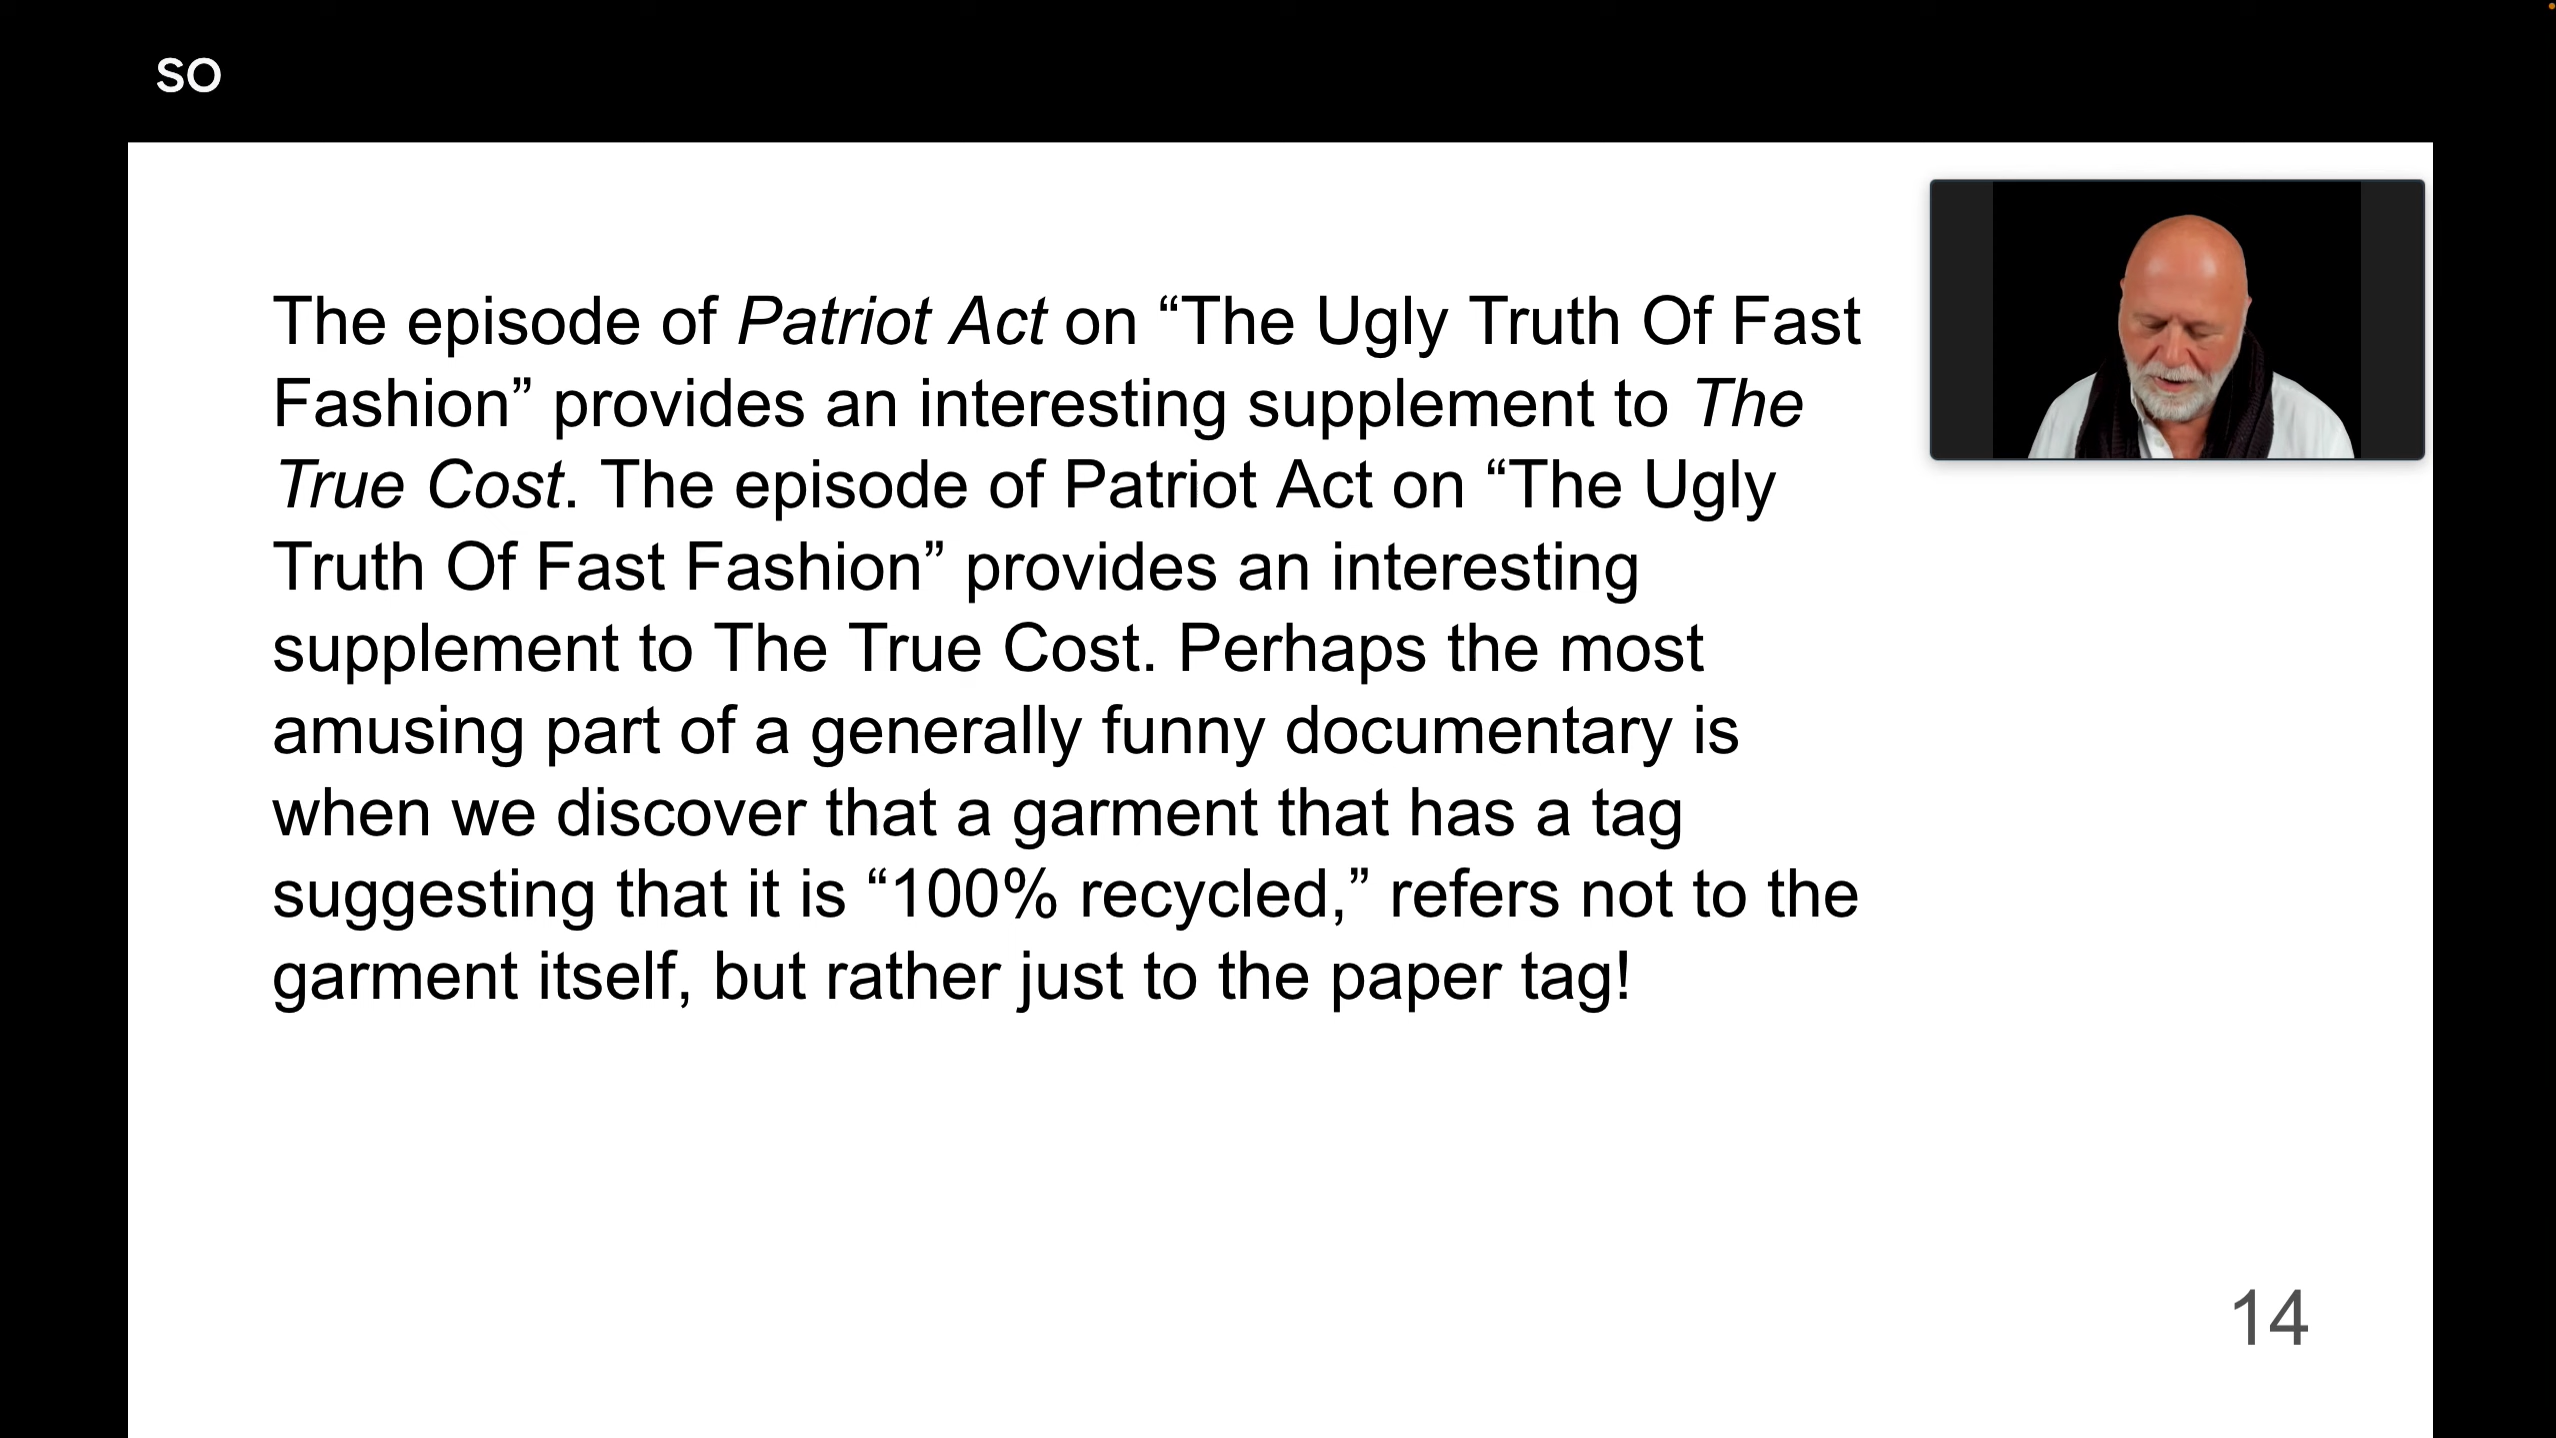 so
The episode of Patriot Act on “The Ugly Truth Of Fast
Fashion” provides an interesting supplement to The
True Cost. The episode of Patriot Act on “The Ugly
Truth Of Fast Fashion” provides an interesting
supplement to The True Cost. Perhaps the most
amusing part of a generally funny documentary is
when we discover that a garment that has a tag
suggesting that it is “100% recycled,” refers not to the
garment itself, but rather just to the paper tag!
14